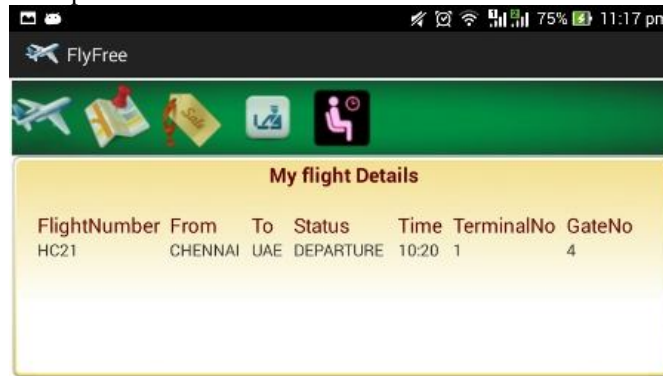 75% 11:17 pm
FlyFree
Sale
My flight Details
FlightNumber From To Status Time TerminalNo GateNo
HC21 CHENNAI UAE DEPARTURE 10:20 1 4